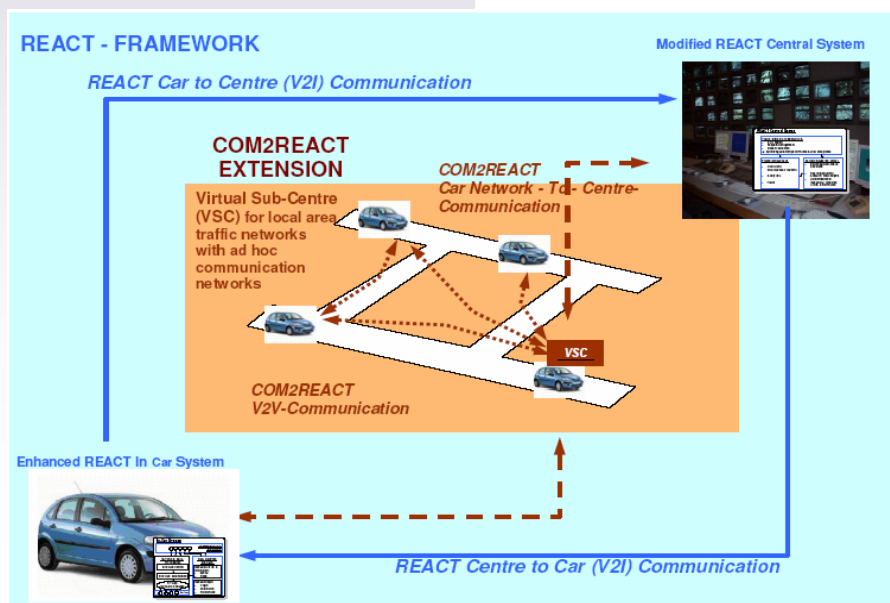 REACT - FRAMEWORK
Modified REACT Central System
REACT Car to Centre (V2I) Communication
COM2REACT
EXTENSION
COM2REACT
Car Network - To - Centre-
Communication
Virtual Sub-Centre
(VSC) for local area
traffic networks
with ad hoc
communication
networks
VSC
COM2REACT
V2V-Communication
Enhanced REACT In Car System
REACT Centre to Car (V2I) Communication